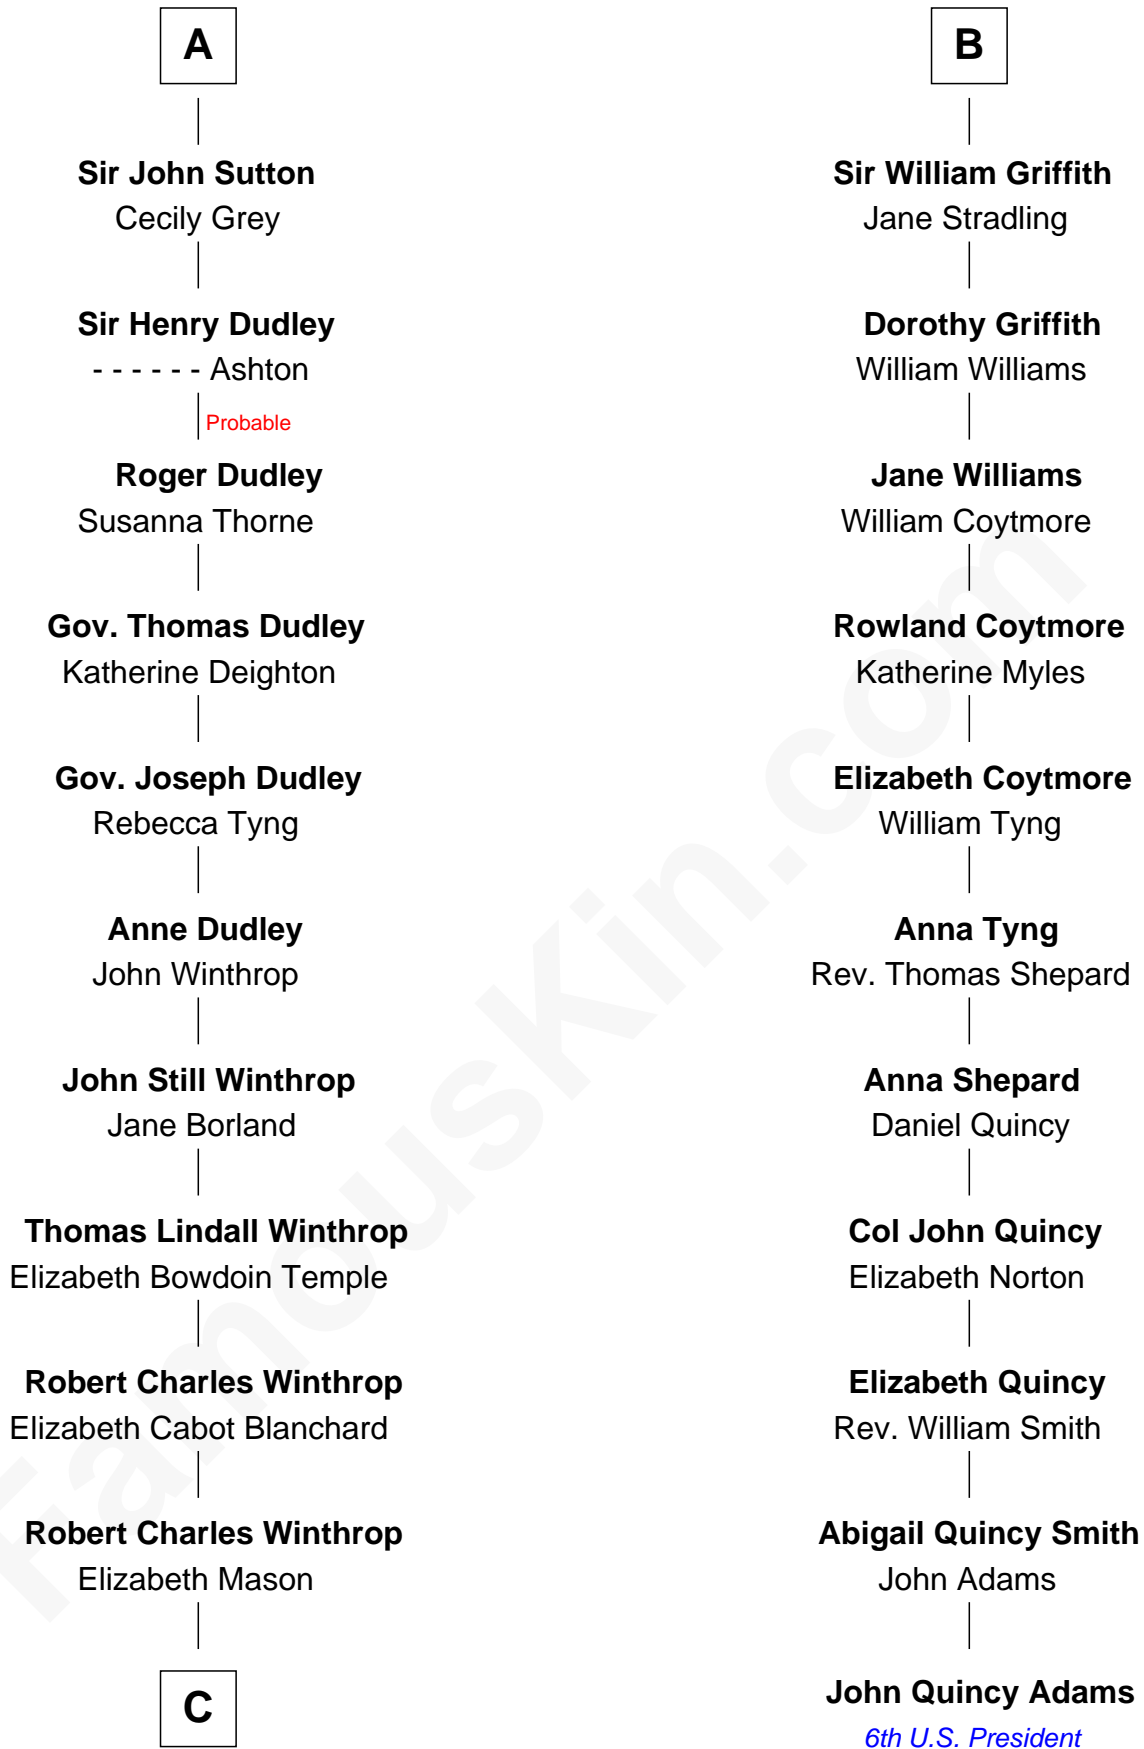 A
Sir John Sutton
Cecily Grey
Sir Henry Dudley
- - - - - - Ashton
Probable
Roger Dudley
Susanna Thorne
Gov. Thomas Dudley
Katherine Deighton
Gov. Joseph Dudley
Rebecca Tyng
Anne Dudley
John Winthrop
John Still Winthrop
Jane Borland
Thomas Lindall Winthrop
Elizabeth Bowdoin Temple
Robert Charles Winthrop
Elizabeth Cabot Blanchard
Robert Charles Winthrop
Elizabeth Mason
C
B
Sir William Griffith
Jane Stradling
Dorothy Griffith
William Williams
Jane Williams
William Coytmore
Rowland Coytmore
Katherine Myles
Elizabeth Coytmore
William Tyng
Anna Tyng
Rev. Thomas Shepard
Anna Shepard
Daniel Quincy
Col John Quincy
Elizabeth Norton
Elizabeth Quincy
Rev. William Smith
Abigail Quincy Smith
John Adams
John Quincy Adams
6th U.S. President
FamousKin.com